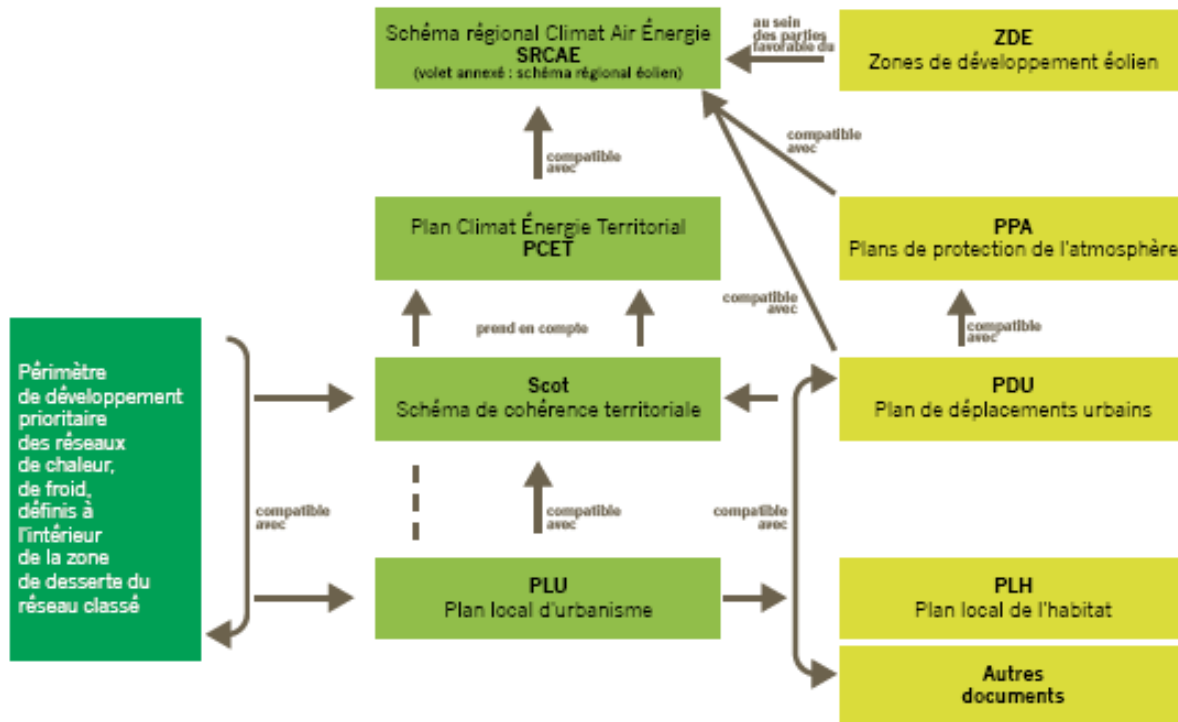 Schéma régional Climat Air Énergie
SRCAE
(volet annexé : schéma régional éolien)
au sein
des parties
favorable du
ZDE
Zones de développement éolien
compatible
avec
compatible
avec
Plan Climat Énergie Territorial
PCET
PPA
Plans de protection de l'atmosphère
compatible
avec
prend en compte
compatible
avec
Périmètre
de développement
prioritaire
des réseaux
de chaleur,
de froid,
définis à
l'intérieur
de la zone
de desserte du
réseau classé
Scot
Schéma de cohérence territoriale
PDU
Plan de déplacements urbains
compatible
avec
compatible
avec
compatible
avec
PLU
Plan local d'urbanisme
PLH
Plan local de l'habitat
Autres
documents